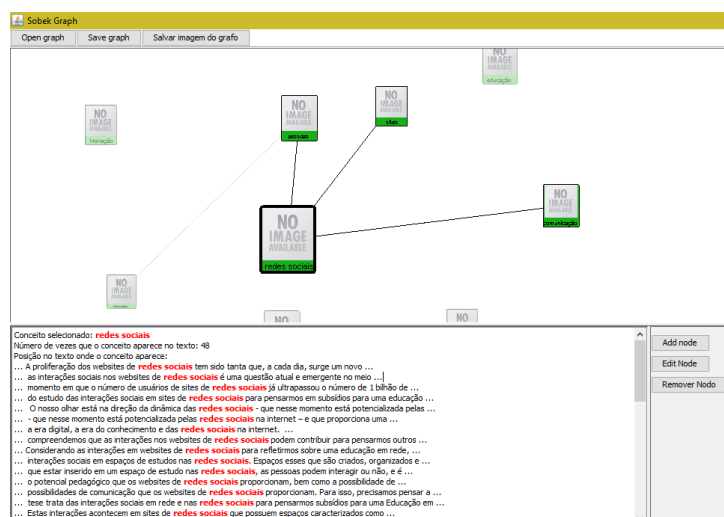 Sobek Graph
Open graph Save graph Salvar imagem do grafo
NO
educação
NO
IMAGE
AVAILABLE
sites
NO
IMAGE
AVAILABLE
pessoas
NO
IMAGE
AVAILABLE
Interação
NO
IMAGE
AVAILABLE
comunicação
NO
IMAGE
AVAILABLE
redes sociais
NO
IMAGE
AVAILABLE
NO
NO
Conceito selecionado: redes sociais
Número de vezes que o conceito aparece no texto: 48
Posição no texto onde o conceito aparece:
... A proliferação dos websites de redes sociais tem sido tanta que, a cada dia, surge um novo ...
... as interações sociais nos websites de redes sociais é uma questão atual e emergente no meio ...
... momento em que o número de usuários de sites de redes sociais já ultrapassou o número de 1 bilhão de ...
... do estudo das interações sociais em sites de redes sociais para pensarmos em subsídios para uma educação ...
... O nosso olhar está na direção da dinâmica das redes sociais - que nesse momento está potencializada pelas ...
... - que nesse momento está potencializada pelas redes sociais na internet – e que proporciona uma ...
... a era digital, a era do conhecimento e das redes sociais na internet. ...
... compreendemos que as interações nos websites de redes sociais podem contribuir para pensarmos outros ...
... Considerando as interações em websites de redes sociais para refletirmos sobre uma educação em rede, ...
... interações sociais em espaços de estudos nas redes sociais. Espaços esses que são criados, organizados e ...
... que estar inserido em um espaço de estudo nas redes sociais, as pessoas podem interagir ou não, e é ...
... o potencial pedagógico que os websites de redes sociais proporcionam, bem como a possibilidade de ...
... possibilidades de comunicação que os websites de redes sociais proporcionam. Para isso, precisamos pensar a ...
... tese trata das interações sociais em rede e nas redes sociais para pensarmos subsídios para uma Educação em ...
... Estas interações acontecem em sites de redes sociais que possuem espaços caracterizados como ...
Add node
Edit Node
Remover Nodo